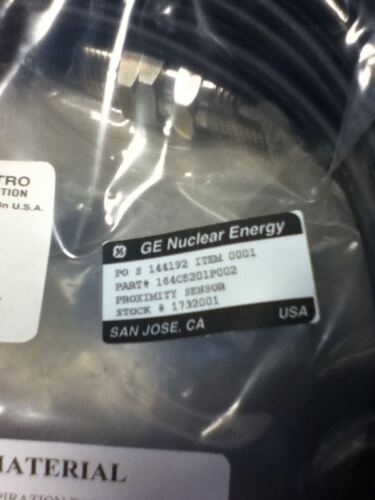 TRO
TION
in U.S.A.
GE Nuclear Energy
PO S 144192 ITEM 0001
PART# 164C5201P002
PROXIMITY SENSOR
STOCK # 1732001
SAN JOSE, CA USA
MATERIAL
PIRATION D